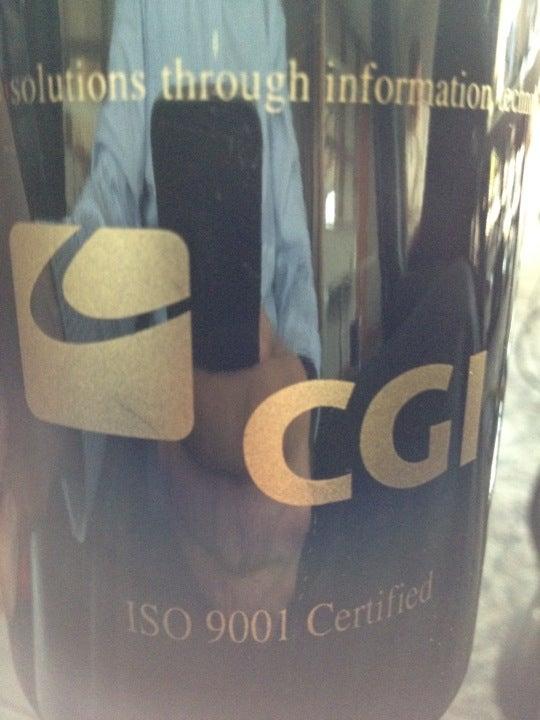 solutions through information
CGI
ISO 9001 Certified